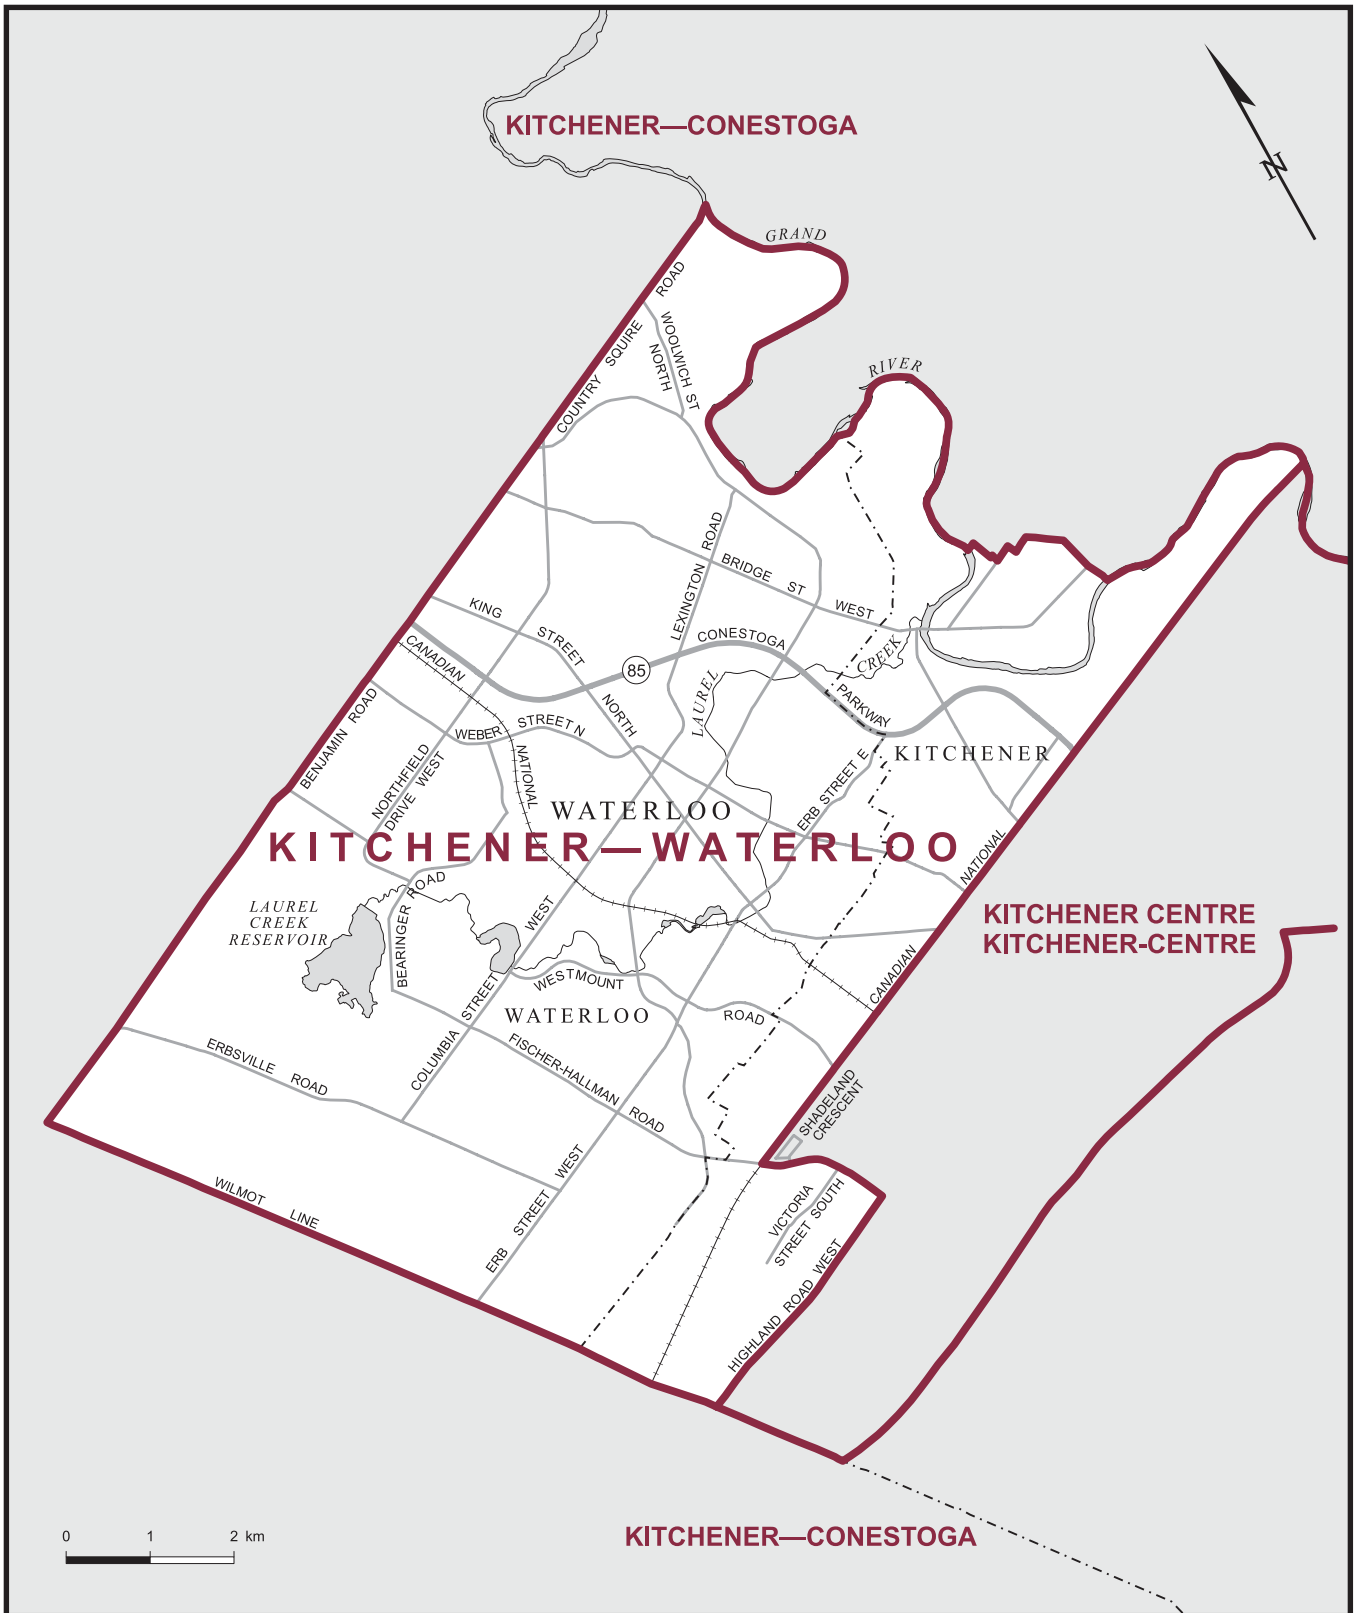 KITCHENER—CONESTOGA
N
GRAND
ROAD
SQUIRE
COUNTRY
WOOLWICH ST
NORTH
RIVER
ROAD
LEXINGTON
BRIDGE
ST
WEST
KING
STREET
NORTH
CONESTOGA
PARKWAY
85
CREEK
LAUREL
CANADIAN
NATIONAL
BENJAMIN
ROAD
NORTHFIELD
DRIVE WEST
WEBER
STREET N
KITCHENER
ERB STREET E
WATERLOO
KITCHENER—WATERLOO
NATIONAL
CANADIAN
BEARINGER
ROAD
LAUREL
CREEK
RESERVOIR
KITCHENER CENTRE
KITCHENER-CENTRE
WEST
STREET
COLUMBIA
WESTMOUNT
ROAD
WATERLOO
ERBSVILLE
ROAD
FISCHER-HALLMAN
ROAD
SHADELAND
CRESCENT
WEST
STREET
ERB
WILMOT
LINE
VICTORIA
STREET SOUTH
HIGHLAND
ROAD
WEST
0
1
2 km
KITCHENER—CONESTOGA